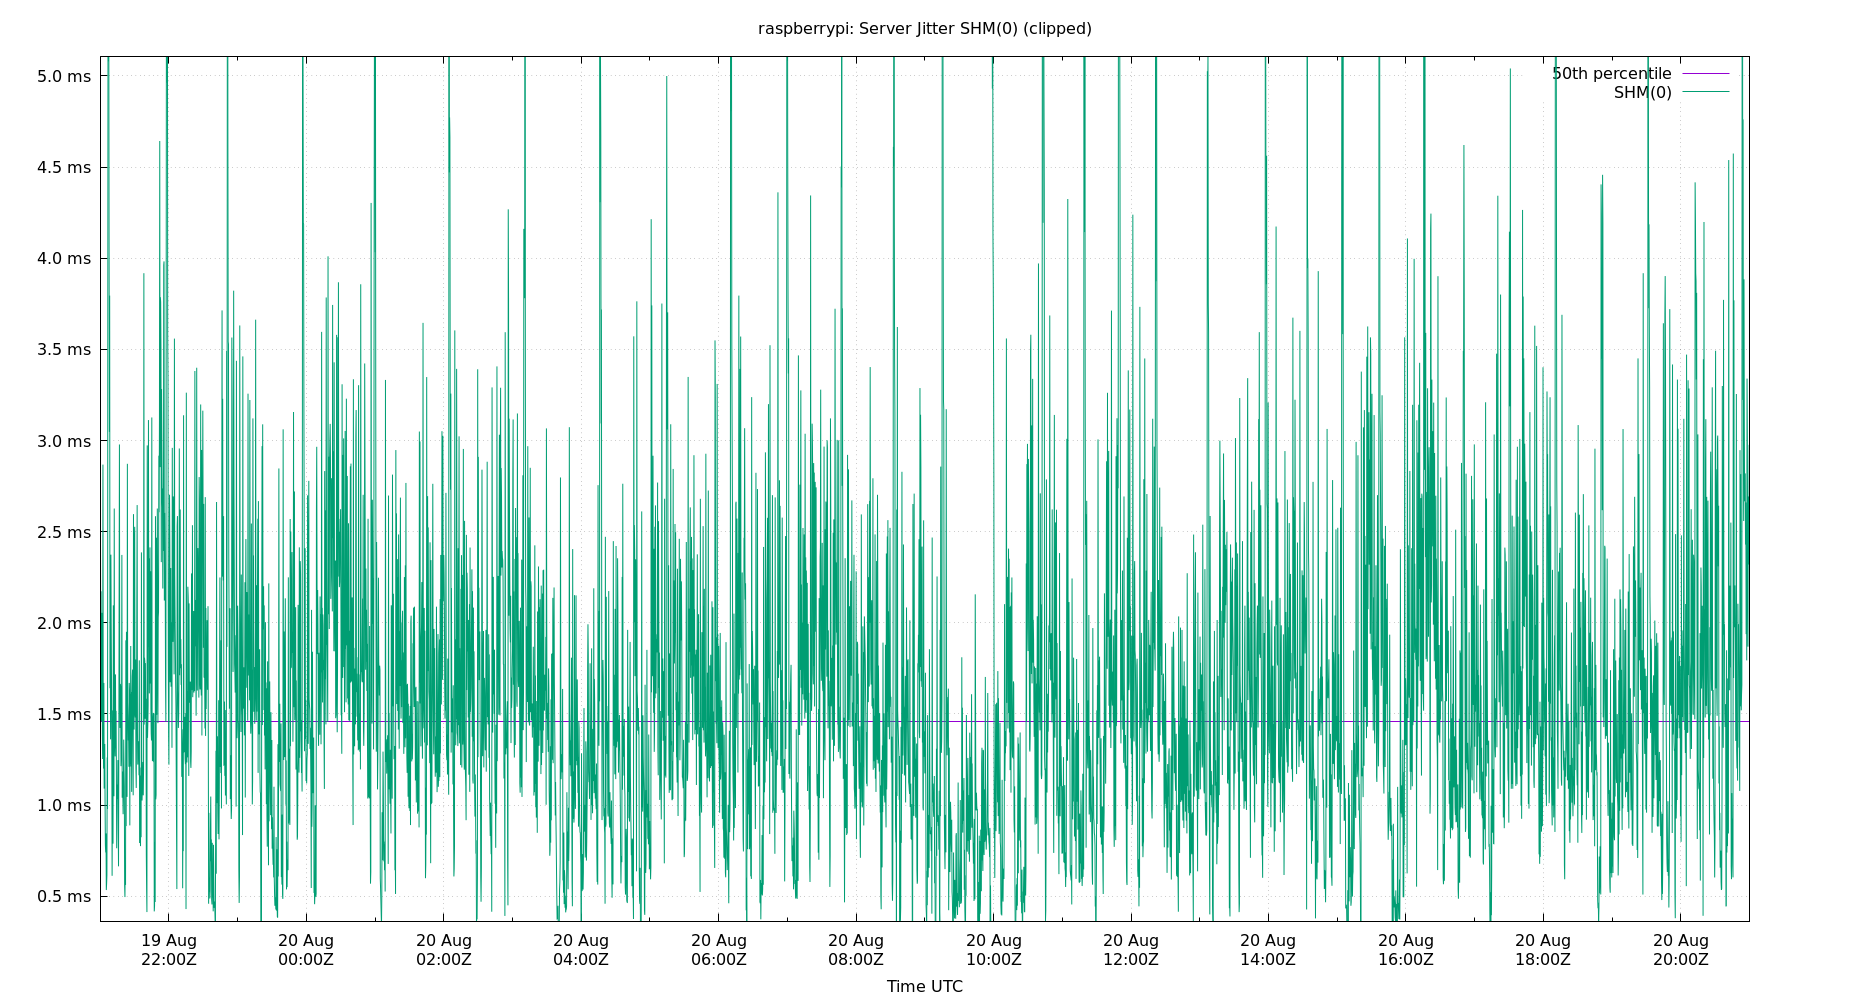 raspberrypi: Server Jitter SHM(0) (clipped)
50th percentile
SHM(0)
5.0 ms
4.5 ms
4.0 ms
3.5 ms
3.0 ms
2.5 ms
2.0 ms
1.5 ms
1.0 ms
0.5 ms
19 Aug 20 Aug 20 Aug 20 Aug 20 Aug 20 Aug 20 Aug 20 Aug 20 Aug 20 Aug 20 Aug 20 Aug
22:00Z 00:00Z 02:00Z 04:00Z 06:00Z 08:00Z 10:00Z 12:00Z 14:00Z 16:00Z 18:00Z 20:00Z
Time UTC